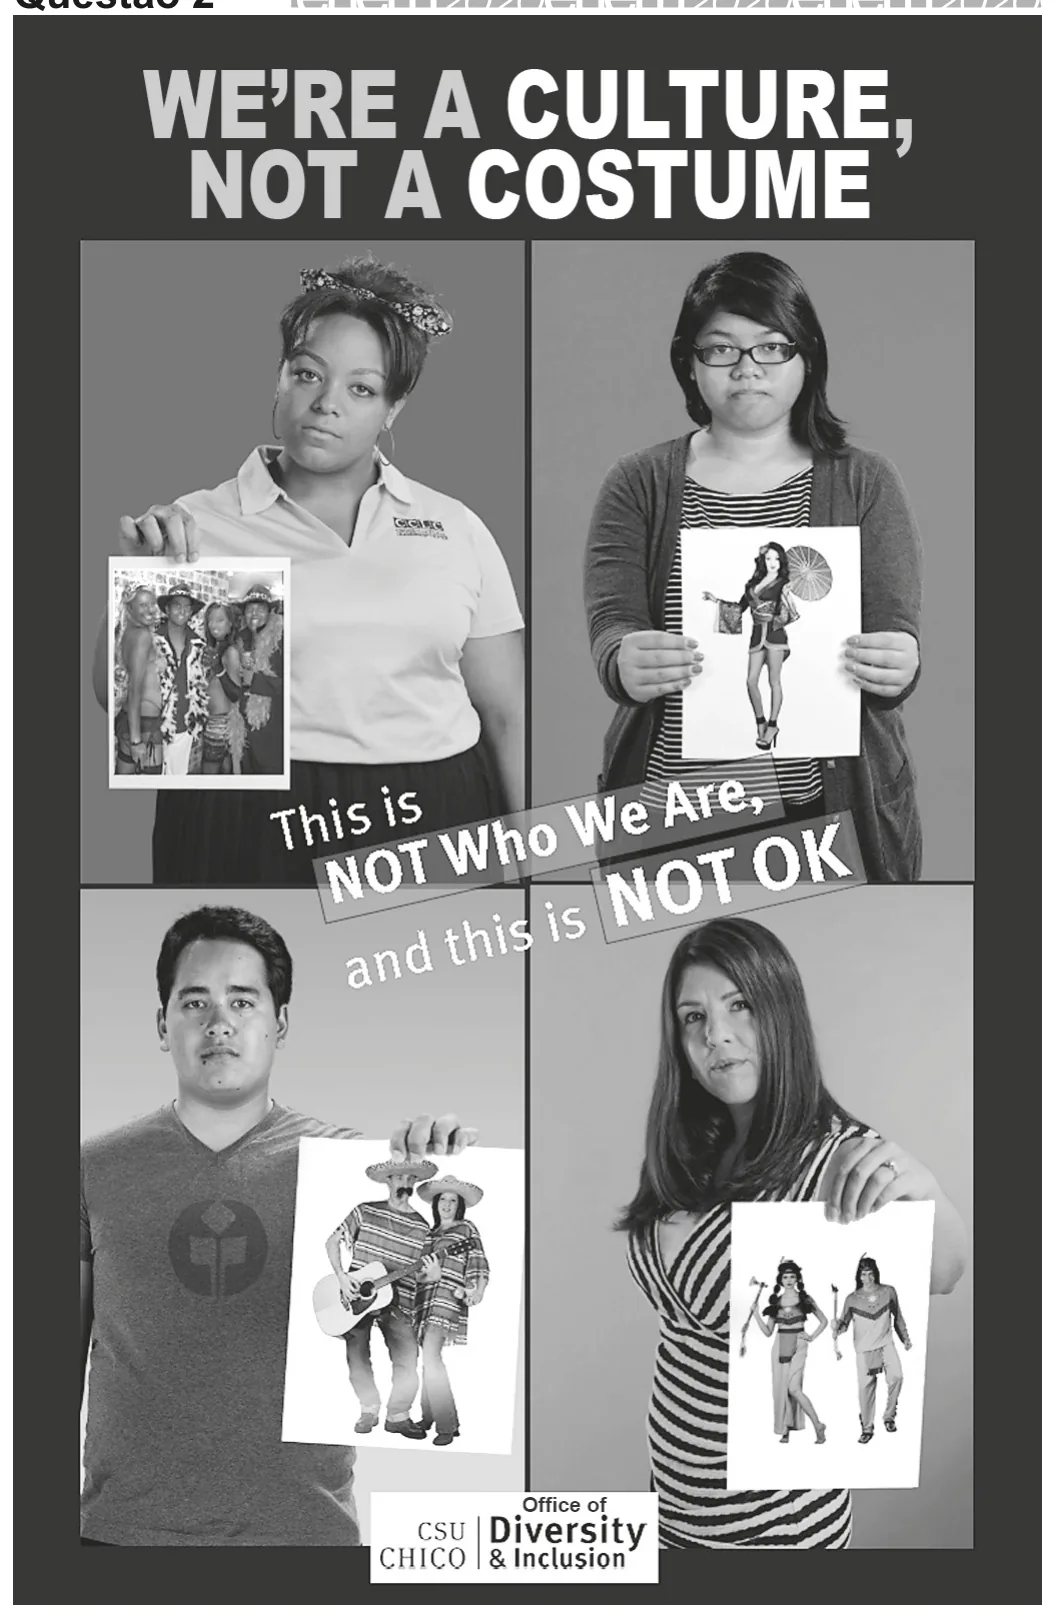 Questão 2
WE'RE A CULTURE,
NOT A COSTUME
CCLC
This is
NOT Who We Are,
and this is NOT OK
Office of
CSU CHICO
Diversity
& Inclusion